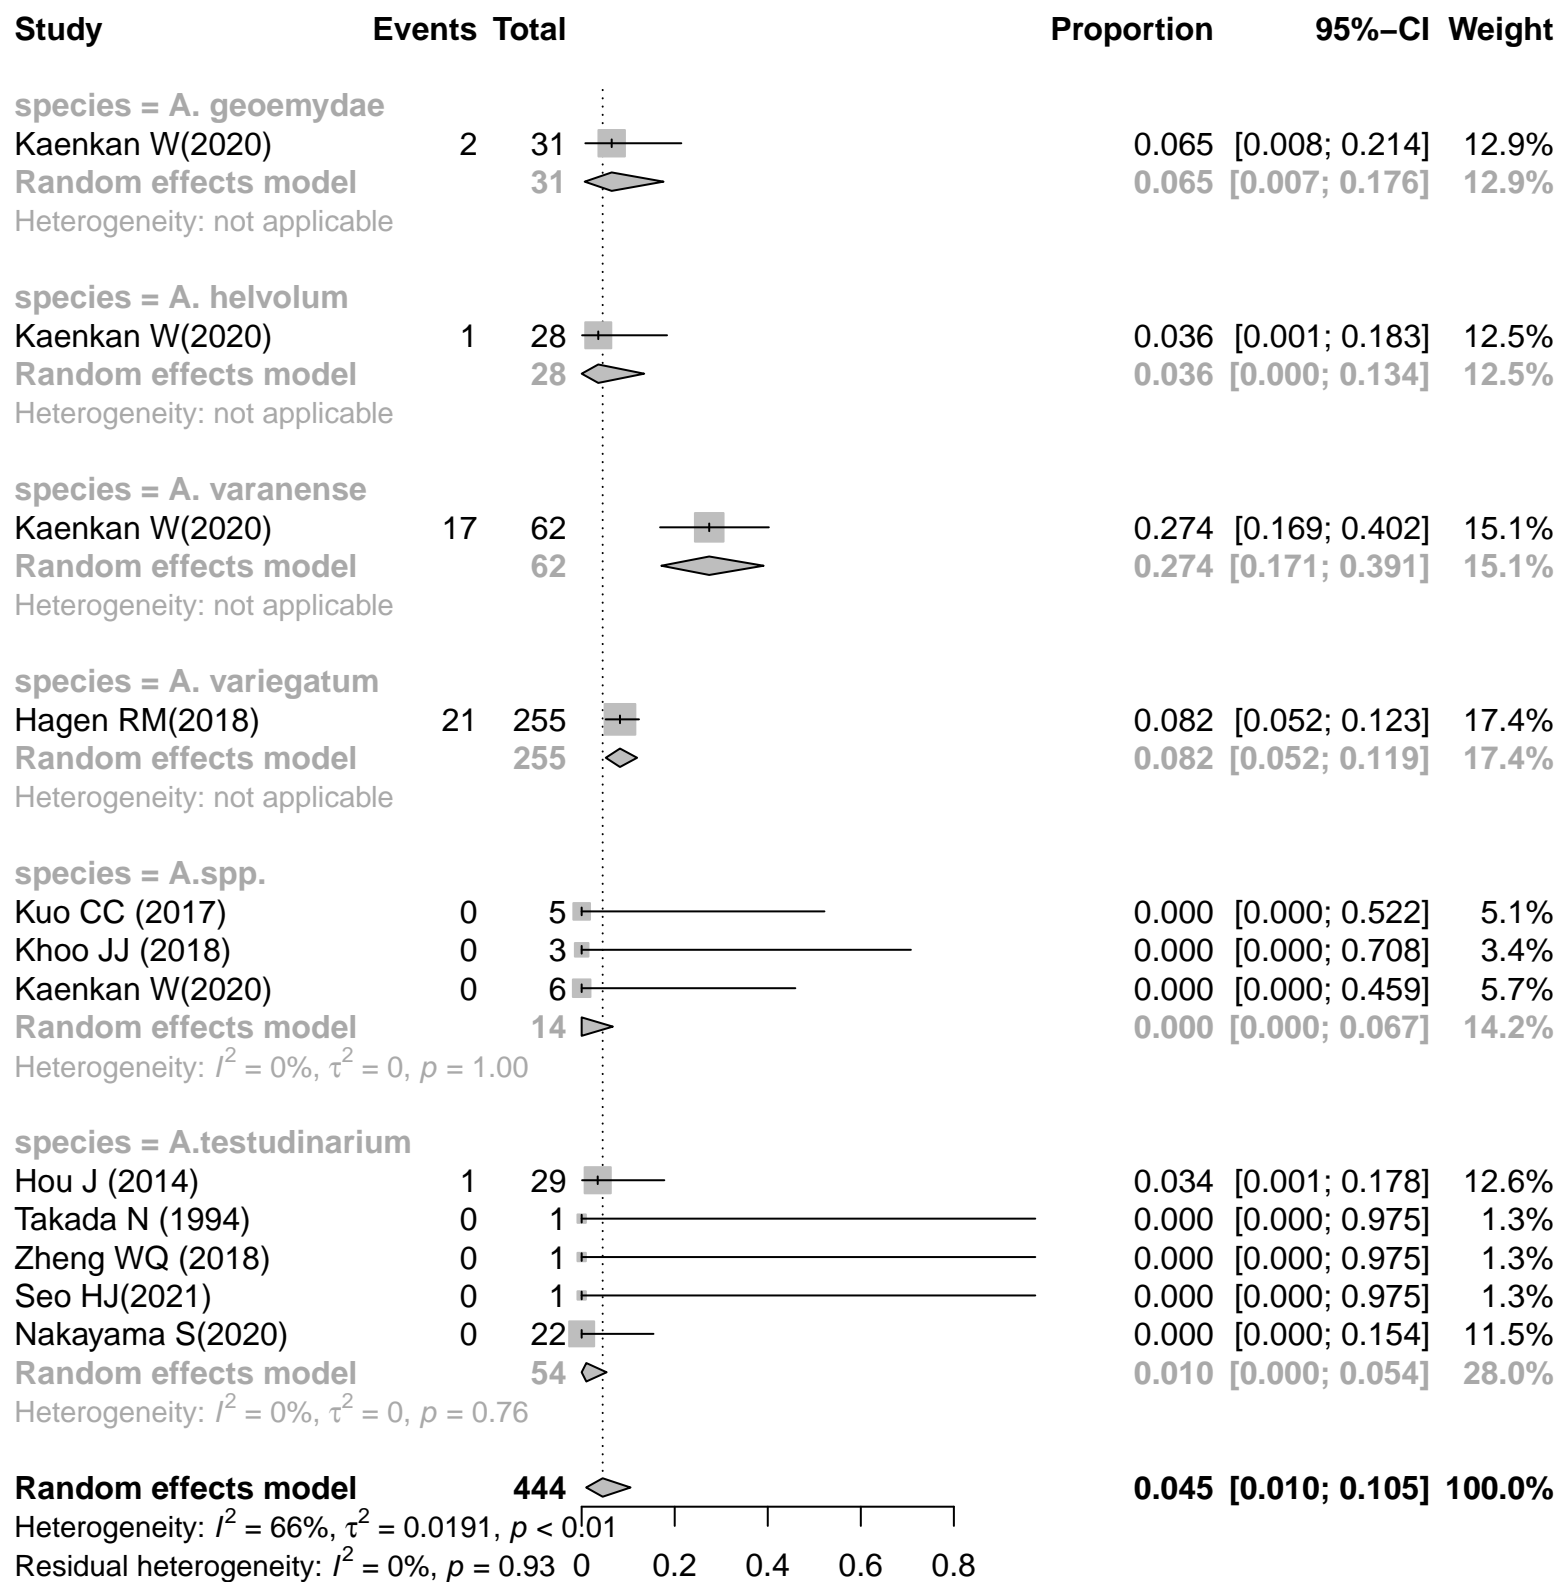 Study Events Total Proportion 95%−CI Weight
species = A. geoemydae
Kaenkan W(2020) 2 31 0.065 [0.008; 0.214] 12.9%
Random effects model 31 0.065 [0.007; 0.176] 12.9%
Heterogeneity: not applicable
species = A. helvolum
Kaenkan W(2020) 1 28 0.036 [0.001; 0.183] 12.5%
Random effects model 28 0.036 [0.000; 0.134] 12.5%
Heterogeneity: not applicable
species = A. varanense
Kaenkan W(2020) 17 62 0.274 [0.169; 0.402] 15.1%
Random effects model 62 0.274 [0.171; 0.391] 15.1%
Heterogeneity: not applicable
species = A. variegatum
Hagen RM(2018) 21 255 0.082 [0.052; 0.123] 17.4%
Random effects model 255 0.082 [0.052; 0.119] 17.4%
Heterogeneity: not applicable
species = A.spp.
Kuo CC (2017) 0 5 0.000 [0.000; 0.522] 5.1%
Khoo JJ (2018) 0 3 0.000 [0.000; 0.708] 3.4%
Kaenkan W(2020) 0 6 0.000 [0.000; 0.459] 5.7%
Random effects model 14 0.000 [0.000; 0.067] 14.2%
Heterogeneity: I² = 0%, τ² = 0, p = 1.00
species = A.testudinarium
Hou J (2014) 1 29 0.034 [0.001; 0.178] 12.6%
Takada N (1994) 0 1 0.000 [0.000; 0.975] 1.3%
Zheng WQ (2018) 0 1 0.000 [0.000; 0.975] 1.3%
Seo HJ(2021) 0 1 0.000 [0.000; 0.975] 1.3%
Nakayama S(2020) 0 22 0.000 [0.000; 0.154] 11.5%
Random effects model 54 0.010 [0.000; 0.054] 28.0%
Heterogeneity: I² = 0%, τ² = 0, p = 0.76
Random effects model 444 0.045 [0.010; 0.105] 100.0%
Heterogeneity: I² = 66%, τ² = 0.0191, p < 0.01
Residual heterogeneity: I² = 0%, p = 0.93 0 0.2 0.4 0.6 0.8